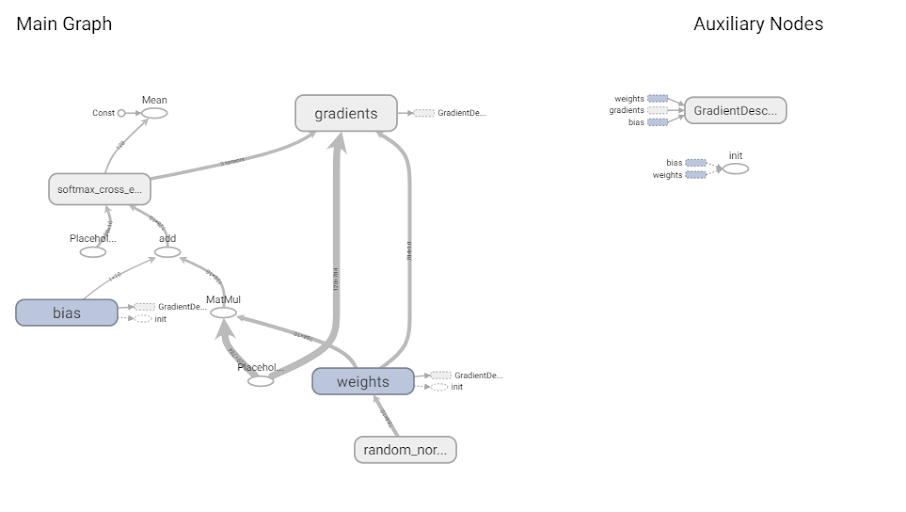 Main Graph
Auxiliary Nodes
Mean
Const
gradients
GradientDe...
softmax_cross_e...
Placehol...
add
bias
GradientDe...
init
MatMul
Placehol...
weights
GradientDe...
init
random_nor...
weights
gradients
bias
GradientDesc...
bias
weights
init